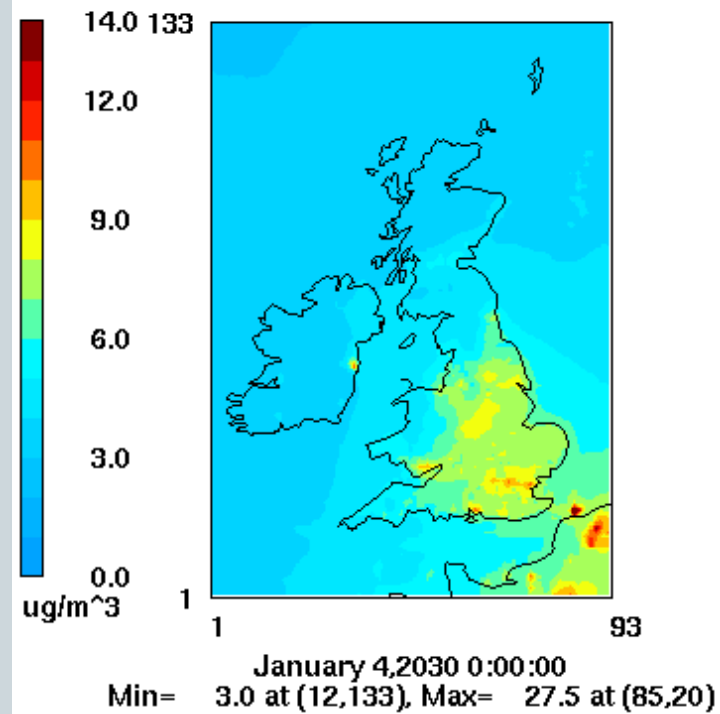 14.0 133
12.0
9.0
6.0
3.0
0.0 1
ug/m^3
1 93
January 4,2030 0:00:00
Min= 3.0 at (12,133), Max= 27.5 at (85,20)